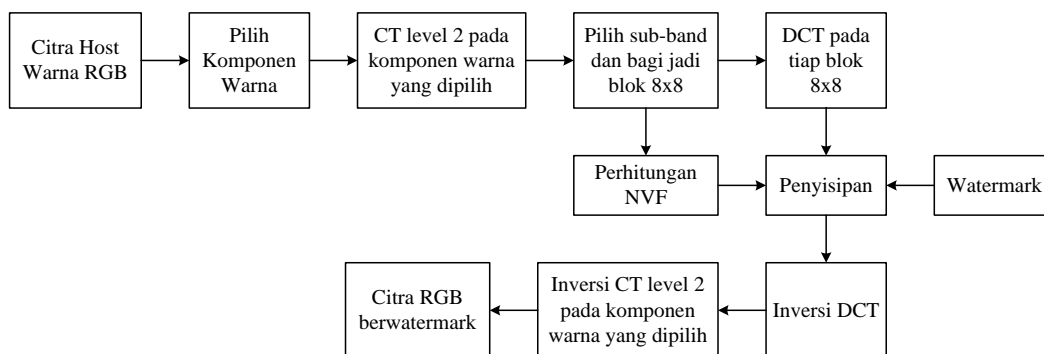 Citra Host
Warna RGB
Pilih
Komponen
Warna
CT level 2 pada
komponen warna
yang dipilih
Pilih sub-band
dan bagi jadi
blok 8x8
DCT pada
tiap blok
8x8
Perhitungan
NVF
Penyisipan
Watermark
Citra RGB
berwatermark
Inversi CT level 2
pada komponen
warna yang dipilih
Inversi DCT